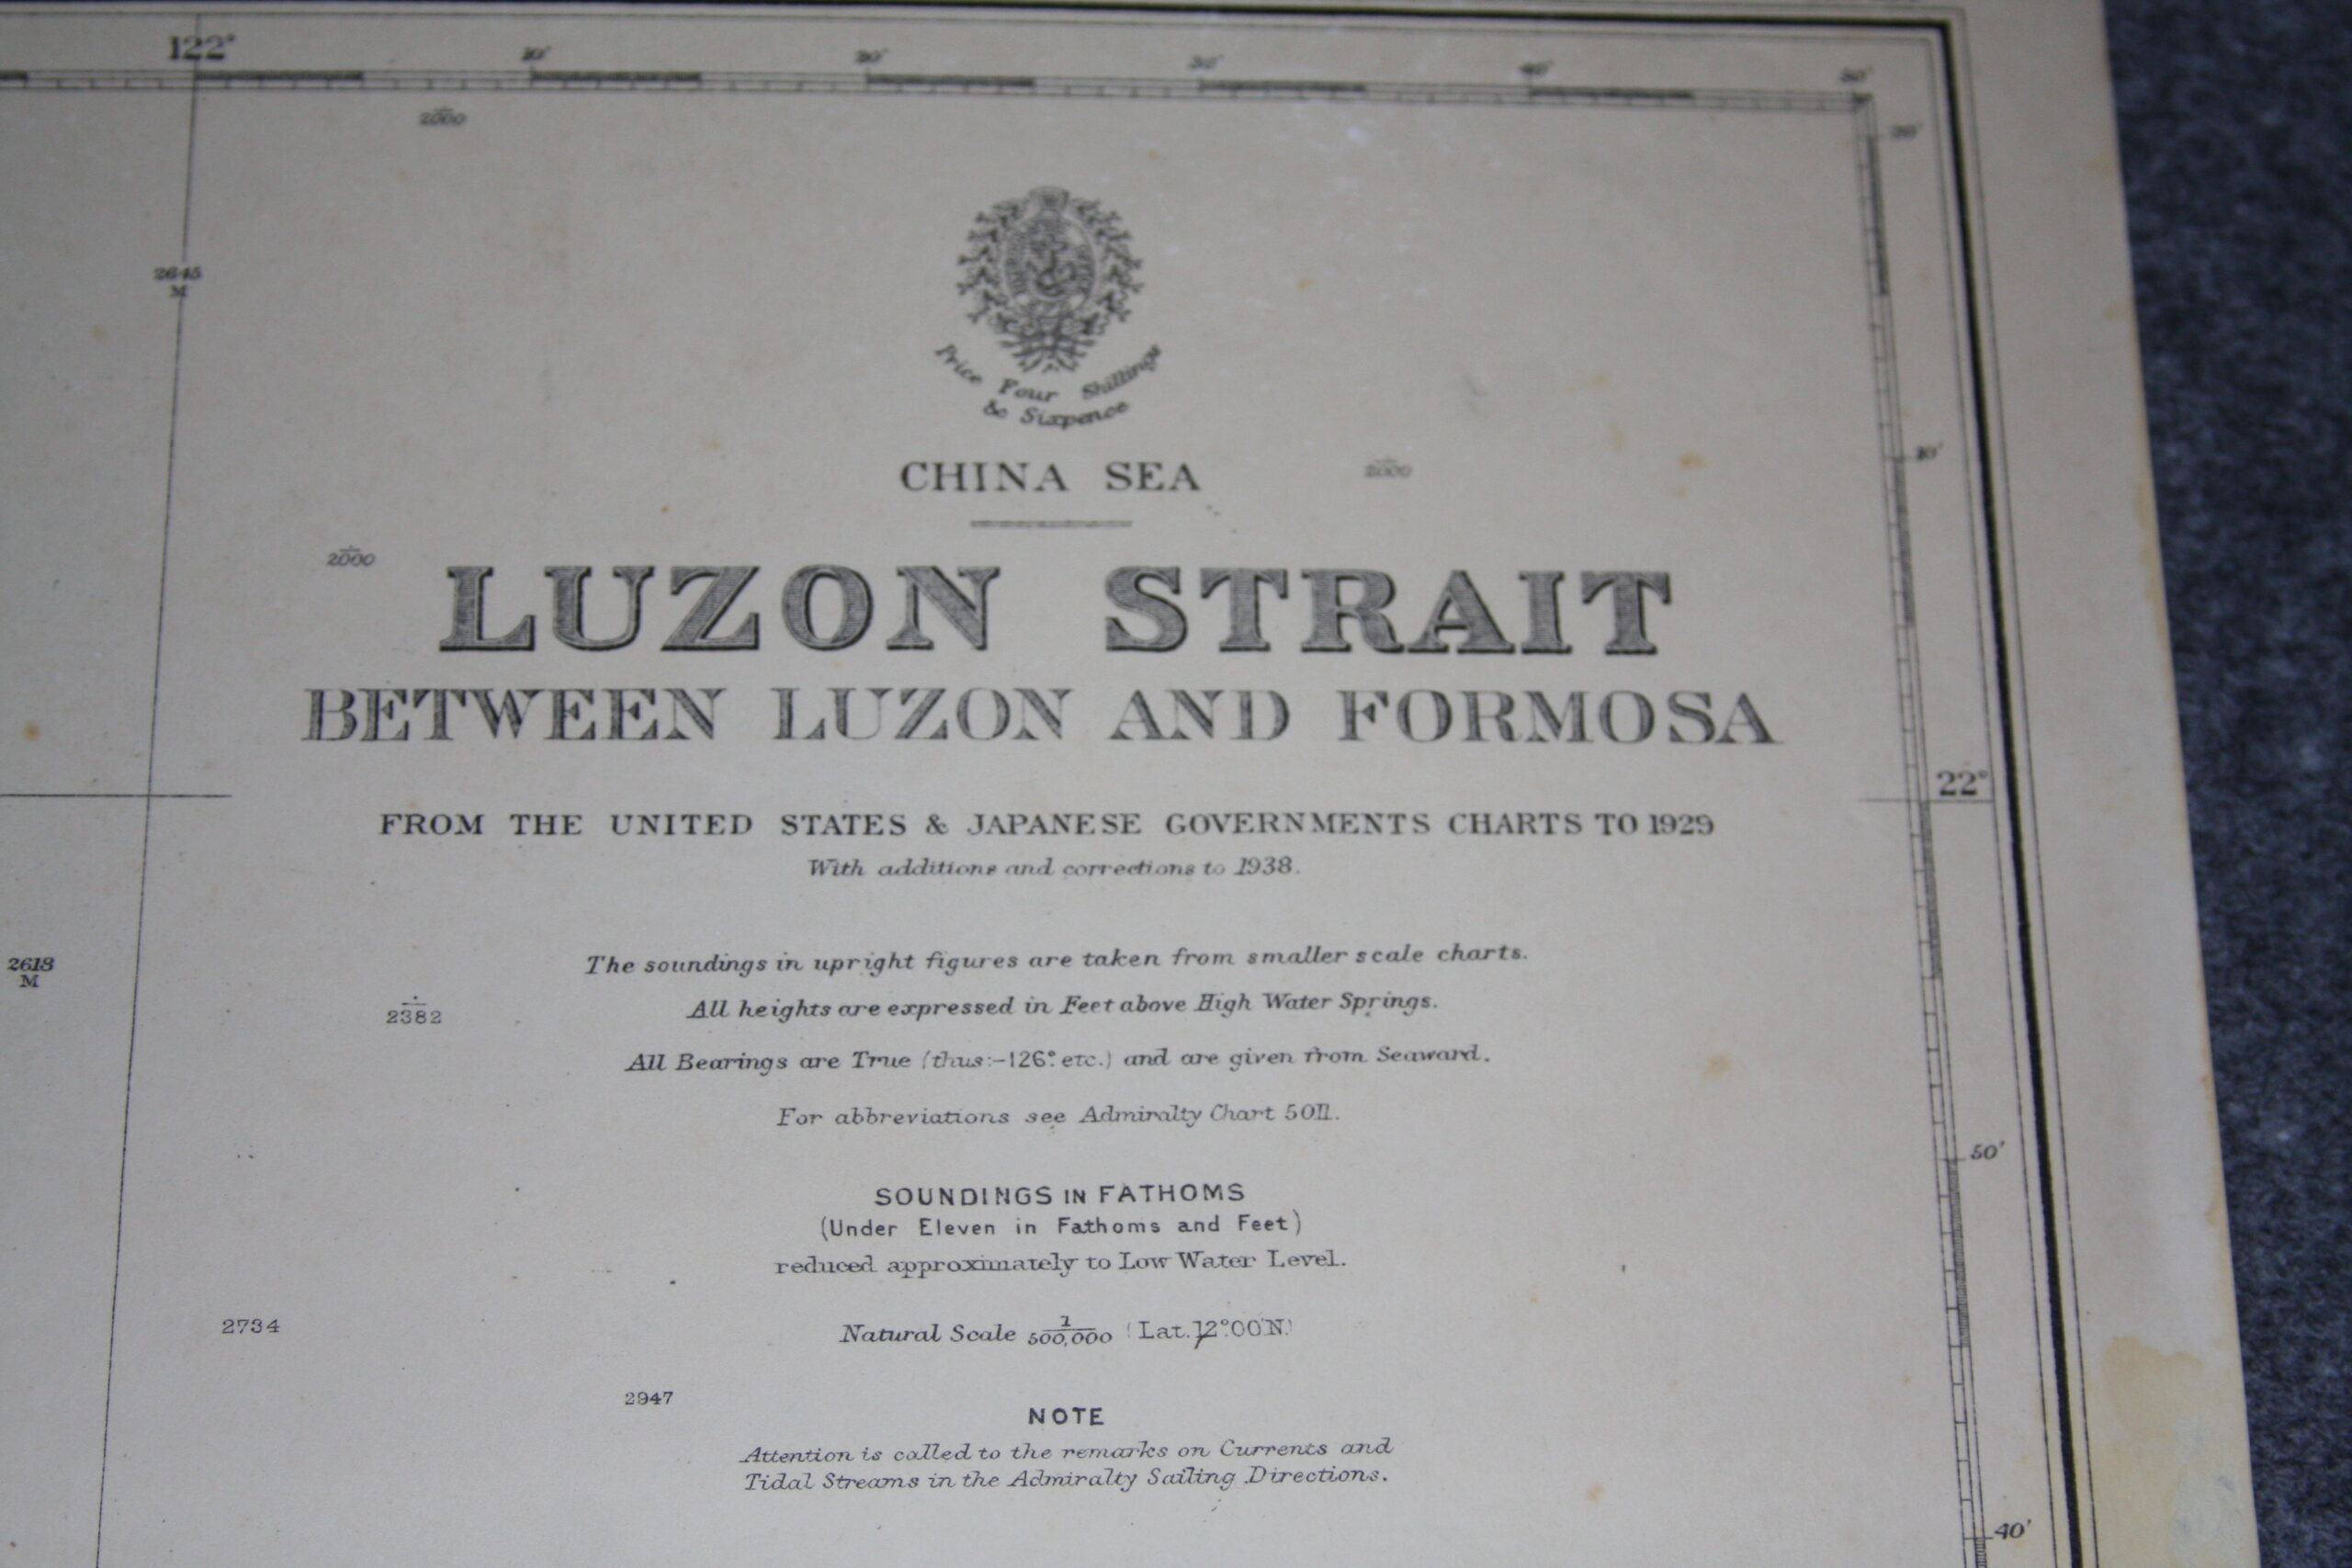 122°
10'
20'
30'
40'
50'
2000
20'
2645
M
Price Four Shillings
& Sixpence
10'
CHINA SEA
2000
2000
LUZON STRAIT
BETWEEN LUZON AND FORMOSA
22°
FROM THE UNITED STATES & JAPANESE GOVERNMENTS CHARTS TO 1929
With additions and corrections to 1938.
The soundings in upright figures are taken from smaller scale charts.
2618
M
All heights are expressed in Feet above High Water Springs.
2382
All Bearings are True (thus:-126° etc.) and are given from Seaward.
For abbreviations see Admiralty Chart 5011.
50'
SOUNDINGS IN FATHOMS
(Under Eleven in Fathoms and Feet)
reduced approximately to Low Water Level.
2734
Natural Scale 1/500,000 (Lat. 12°00'N.)
2947
NOTE
Attention is called to the remarks on Currents and
Tidal Streams in the Admiralty Sailing Directions.
40'